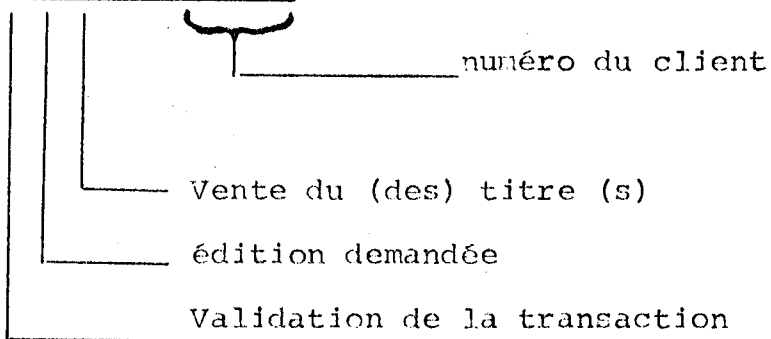 numéro du client
Vente du (des) titre (s)
édition demandée
Validation de la transaction